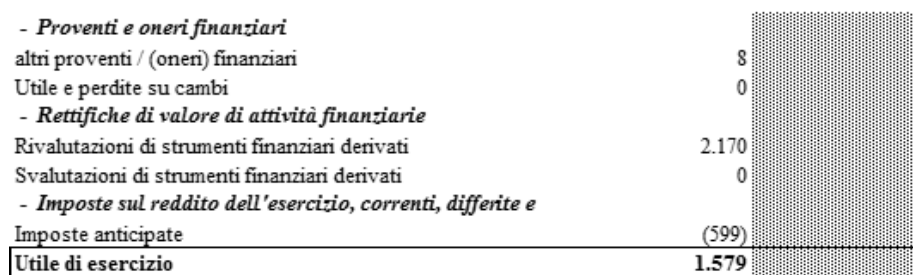 - Proventi e oneri finanziari
altri proventi / (oneri) finanziari 8
Utile e perdite su cambi 0
- Rettifiche di valore di attività finanziarie
Rivalutazioni di strumenti finanziari derivati 2.170
Svalutazioni di strumenti finanziari derivati 0
- Imposte sul reddito dell'esercizio, correnti, differite e
Imposte anticipate (599)
Utile di esercizio 1.579